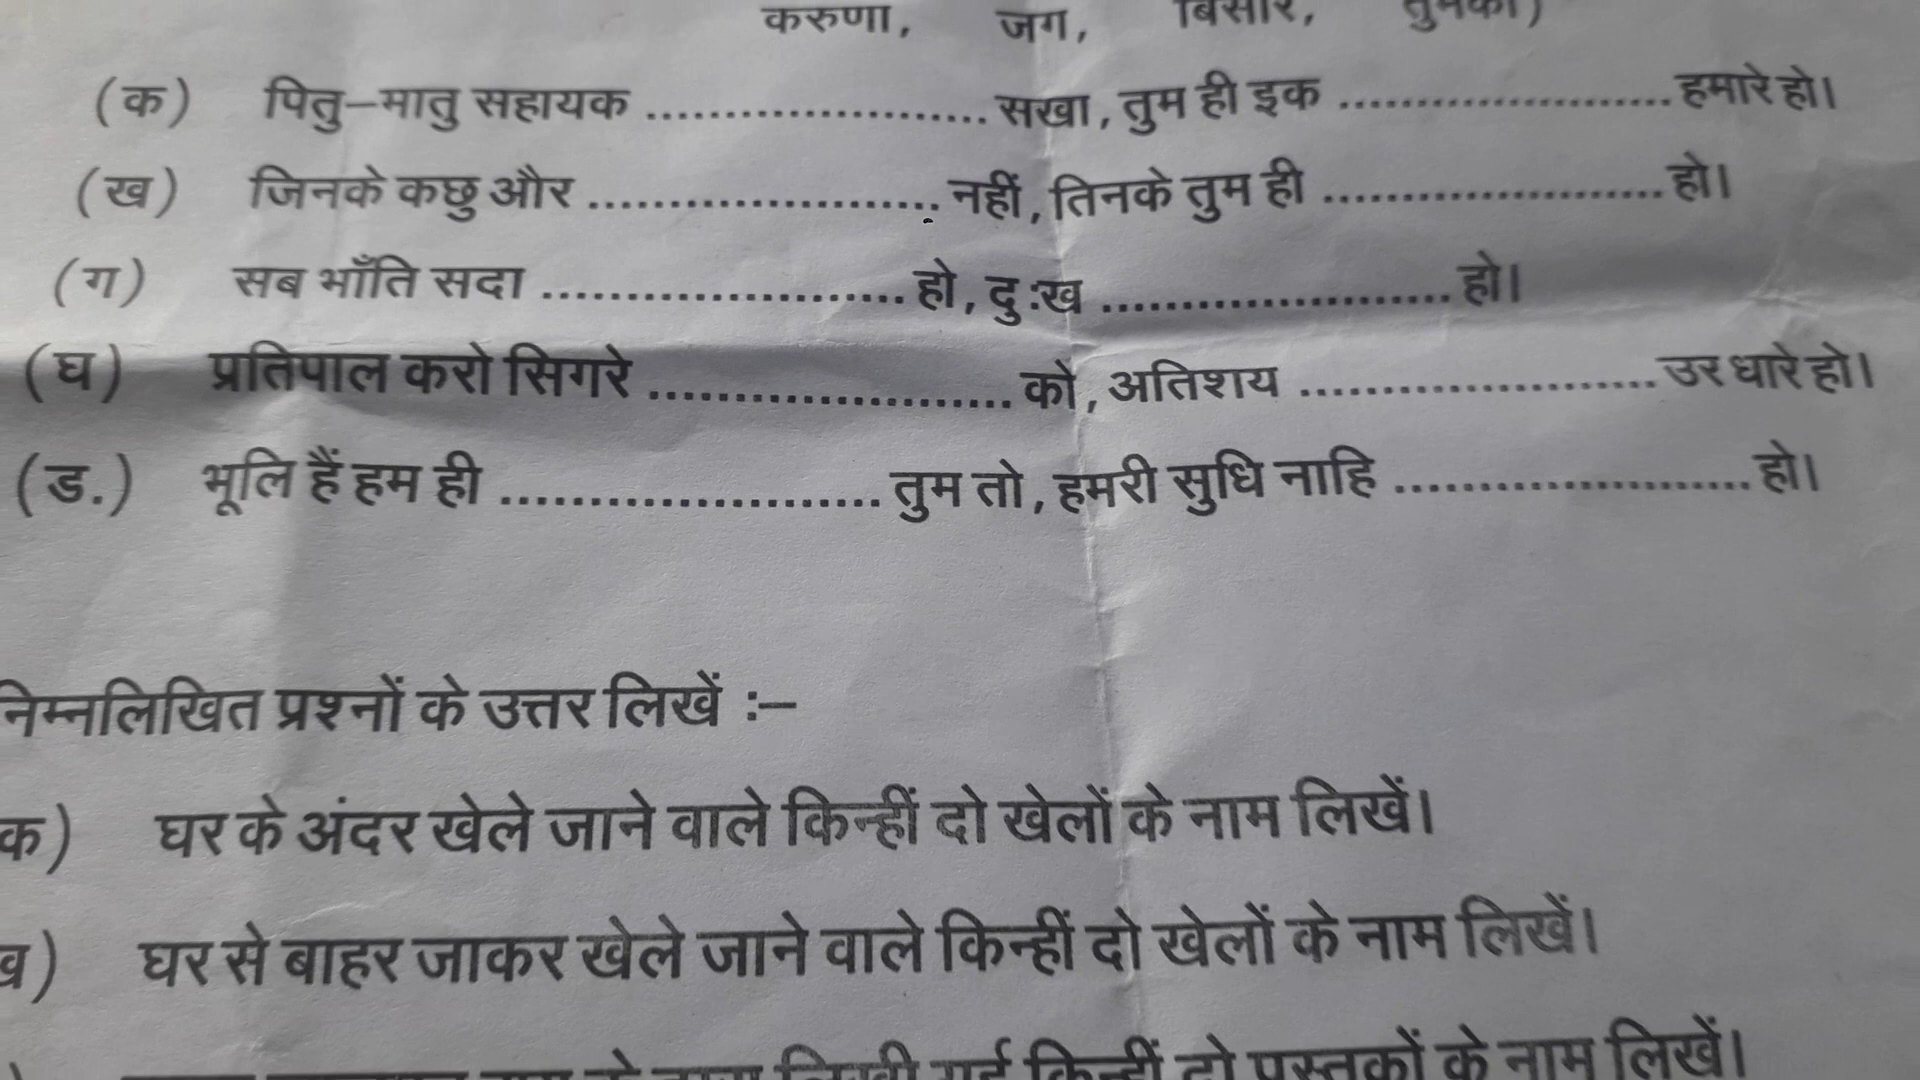 करुणा, जग, बिसारे, तुमको)
(क) पितु–मातु सहायक ........................ सखा, तुम ही इक ........................ हमारे हो।
(ख) जिनके कछु और ........................ नहीं, तिनके तुम ही ........................ हो।
(ग) सब भाँति सदा ........................ हो, दुःख ........................ हो।
(घ) प्रतिपाल करो सिगरे ........................ को, अतिशय ........................ उर धारे हो।
(ड.) भूलि हैं हम ही ........................ तुम तो, हमरी सुधि नाहि ........................ हो।
निम्नलिखित प्रश्नों के उत्तर लिखें :–
क) घर के अंदर खेले जाने वाले किन्हीं दो खेलों के नाम लिखें।
ख) घर से बाहर जाकर खेले जाने वाले किन्हीं दो खेलों के नाम लिखें।
लिखी गई किन्हीं दो पुस्तकों के नाम लिखें।